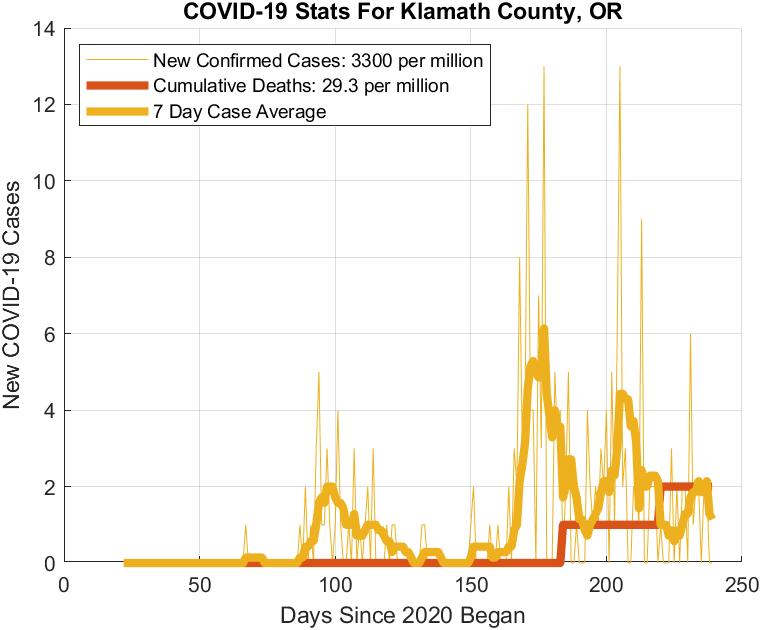 COVID-19 Stats For Klamath County, OR
New Confirmed Cases: 3300 per million
Cumulative Deaths: 29.3 per million
7 Day Case Average
New COVID-19 Cases
14
12
10
8
6
4
2
0
0 50 100 150 200 250
Days Since 2020 Began